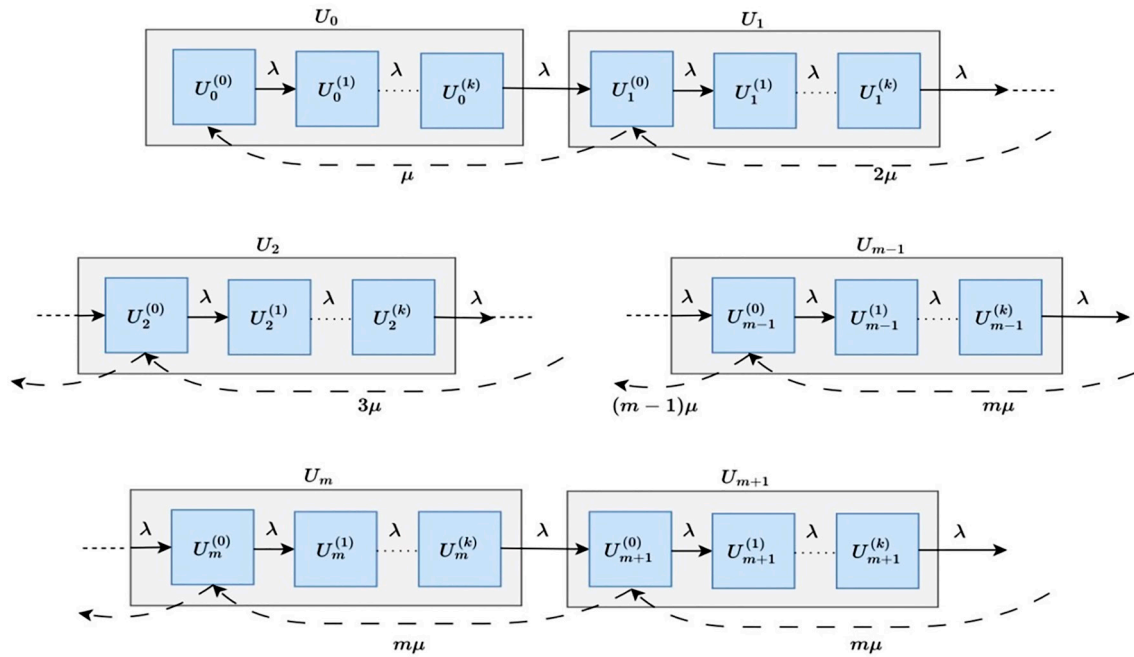 U_0 U_1
U_0^{(0)} λ U_0^{(1)} λ U_0^{(k)} λ U_1^{(0)} λ U_1^{(1)} λ U_1^{(k)} λ
μ 2μ
U_2 U_{m−1}
U_2^{(0)} λ U_2^{(1)} λ U_2^{(k)} λ λ U_{m−1}^{(0)} λ U_{m−1}^{(1)} λ U_{m−1}^{(k)} λ
3μ (m − 1)μ mμ
U_m U_{m+1}
λ U_m^{(0)} λ U_m^{(1)} λ U_m^{(k)} λ U_{m+1}^{(0)} λ U_{m+1}^{(1)} λ U_{m+1}^{(k)} λ
mμ mμ